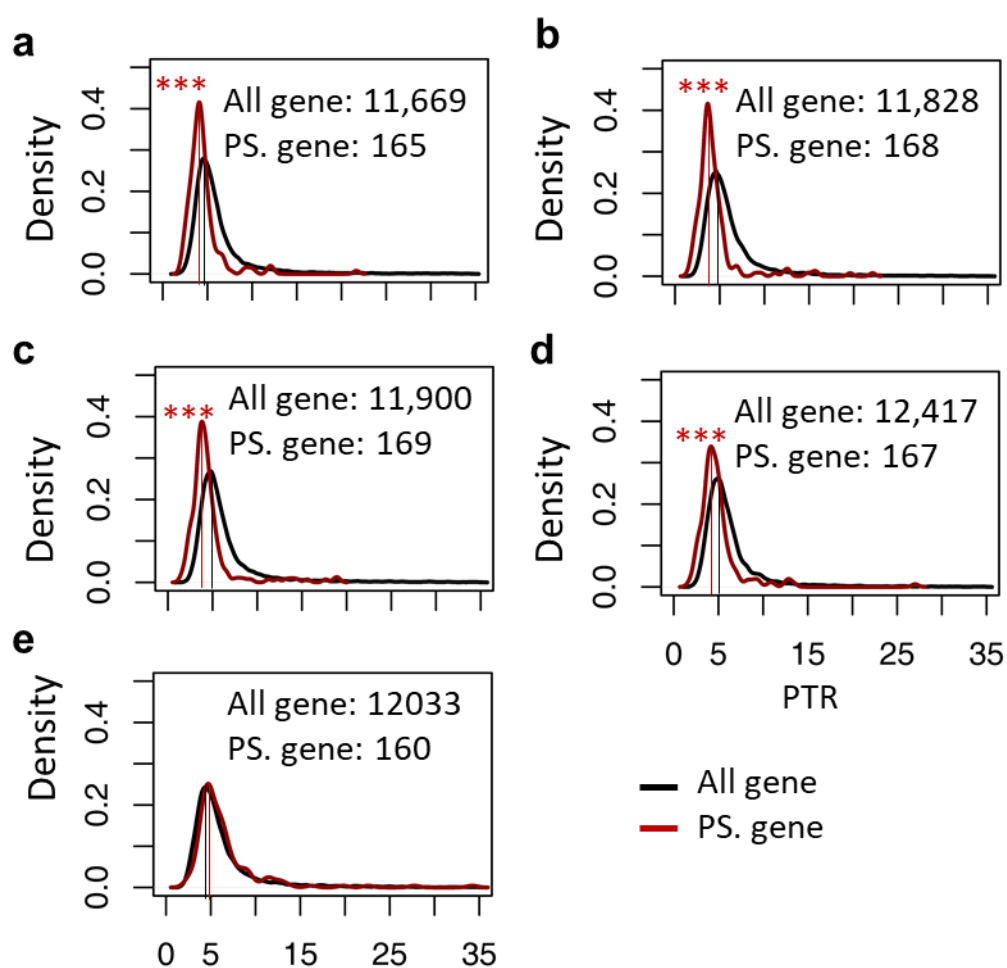 a
***
All gene: 11,669
PS. gene: 165
Density
0.0 0.2 0.4
b
***
All gene: 11,828
PS. gene: 168
Density
0.0 0.2 0.4
c
***
All gene: 11,900
PS. gene: 169
Density
0.0 0.2 0.4
d
***
All gene: 12,417
PS. gene: 167
Density
0.0 0.2 0.4
0 5 15 25 35
PTR
e
All gene: 12033
PS. gene: 160
Density
0.0 0.2 0.4
0 5 15 25 35
All gene
PS. gene